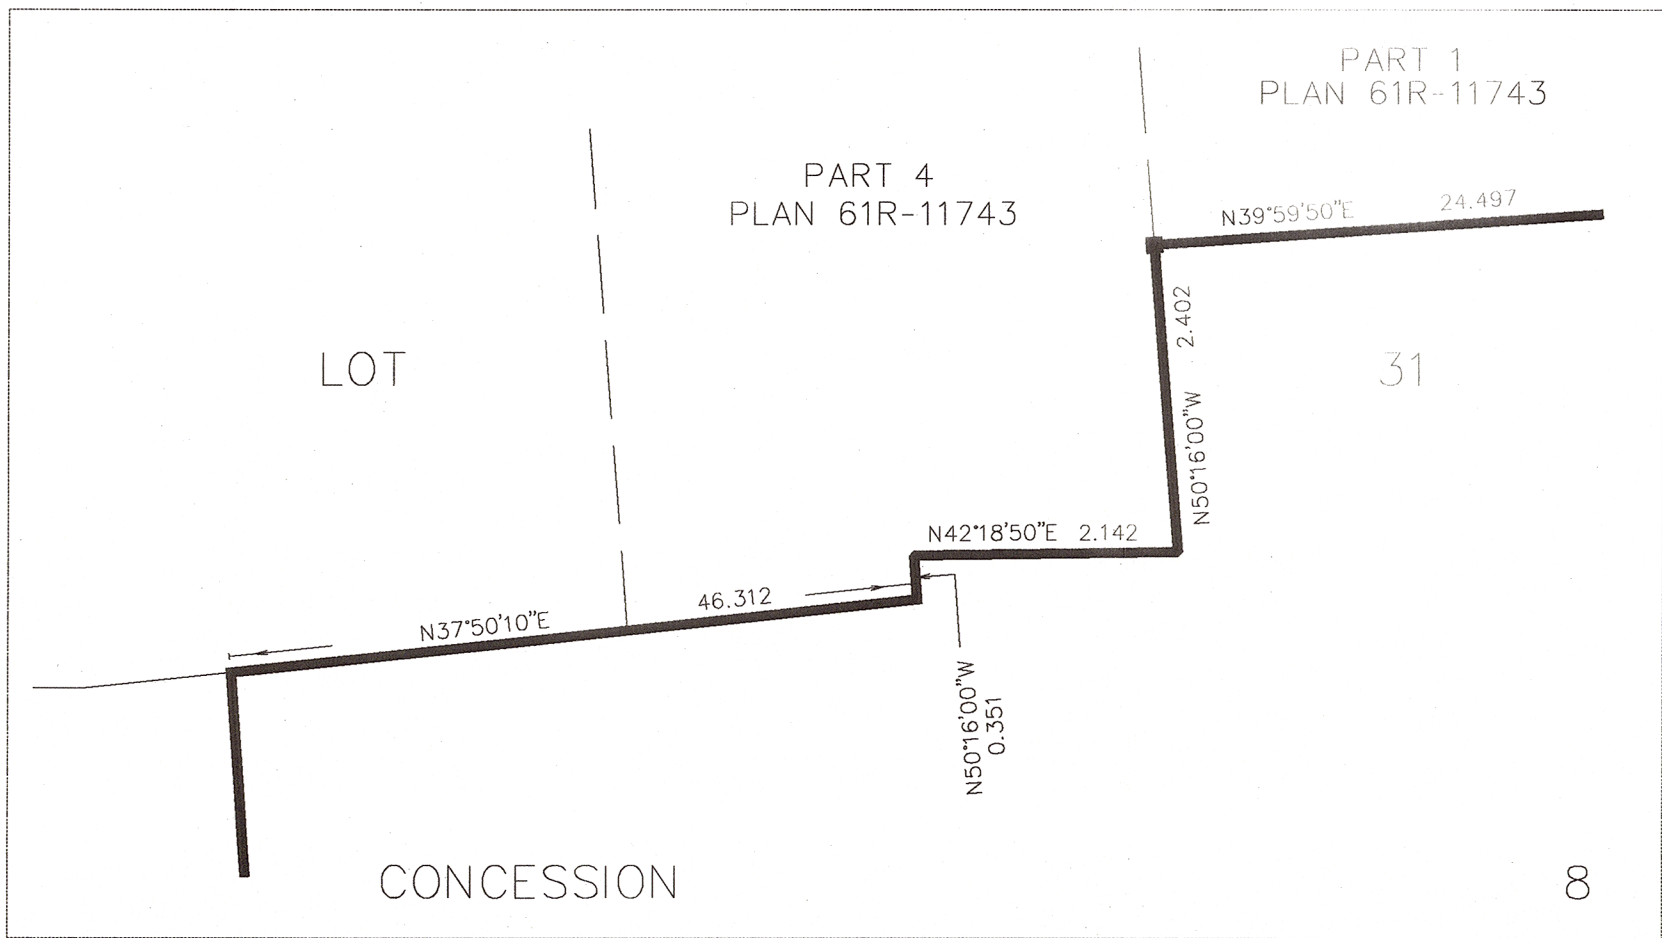 PART 1
PLAN 61R-11743
PART 4
PLAN 61R-11743
N39°59'50"E 24.497
2.402
N50°16'00"W
LOT
31
N42°18'50"E 2.142
46.312
N37°50'10"E
N50°16'00"W
0.351
CONCESSION
8